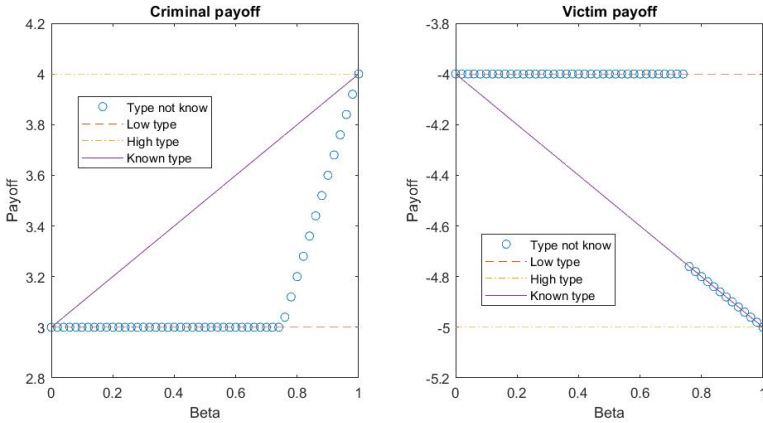 Criminal payoff
4.2
4
3.8
3.6
3.4
3.2
3
2.8
Payoff
Type not know
Low type
High type
Known type
0
0.2
0.4
0.6
0.8
1
Beta
Victim payoff
-3.8
-4
-4.2
-4.4
-4.6
-4.8
-5
-5.2
Payoff
Type not know
Low type
High type
Known type
0
0.2
0.4
0.6
0.8
1
Beta